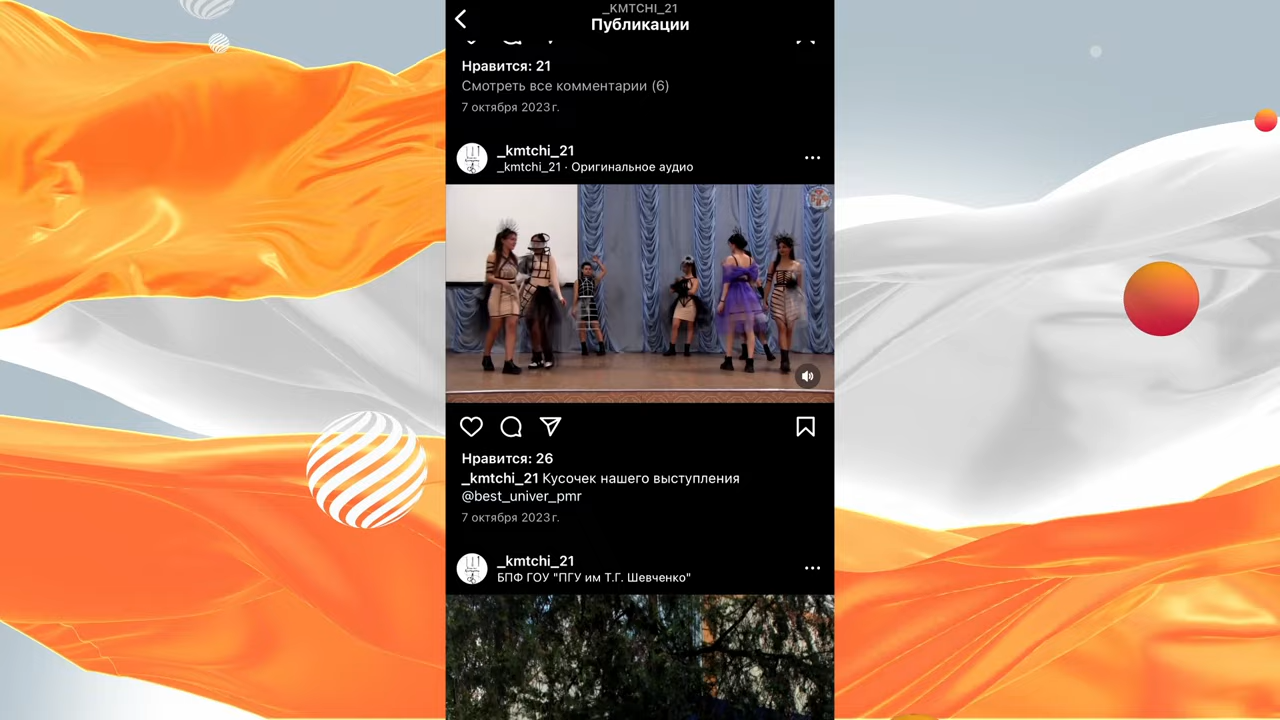 _KMTCHI_21
Публикации
Нравится: 21
Смотреть все комментарии (6)
7 октября 2023 г.
_kmtchi_21
_kmtchi_21 · Оригинальное аудио
Нравится: 26
_kmtchi_21 Кусочек нашего выступления
@best_univer_pmr
7 октября 2023 г.
_kmtchi_21
БПФ ГОУ "ПГУ им Т.Г. Шевченко"